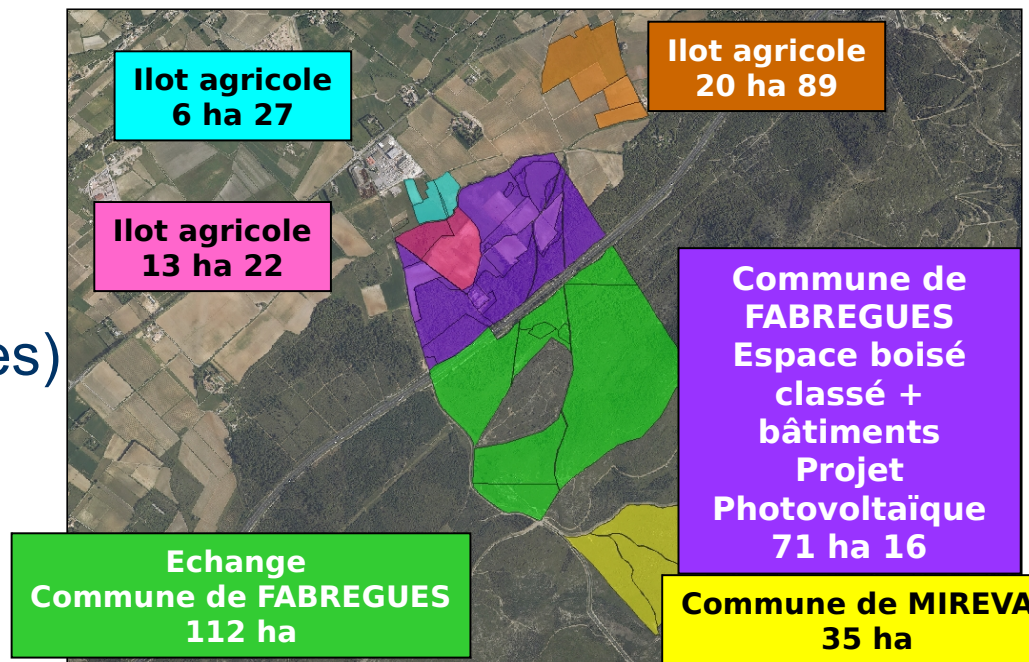 Ilot agricole
6 ha 27
Ilot agricole
20 ha 89
Ilot agricole
13 ha 22
es)
Commune de
FABREGUES
Espace boisé
classé +
bâtiments
Projet
Photovoltaïque
71 ha 16
Echange
Commune de FABREGUES
112 ha
Commune de MIREVA
35 ha